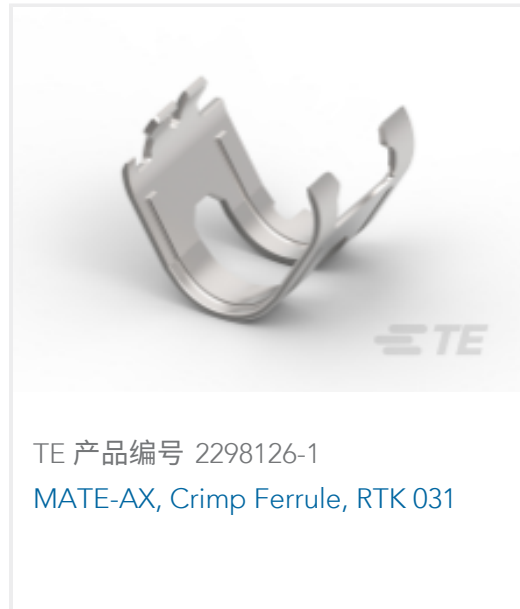 TE
TE 产品编号 2298126-1
MATE-AX, Crimp Ferrule, RTK 031